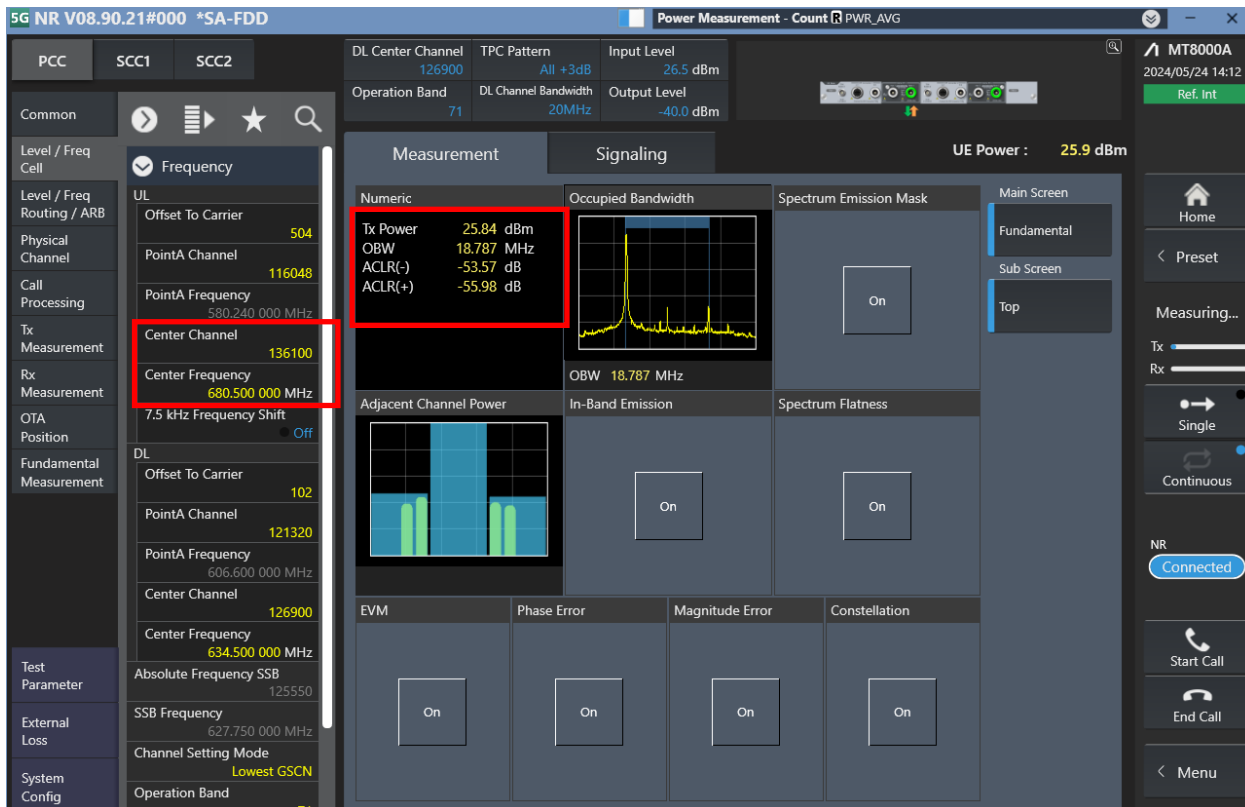 5G NR V08.90.21#000 *SA-FDD
Power Measurement - Count R PWR_AVG
PCC SCC1 SCC2
DL Center Channel
126900
TPC Pattern
All +3dB
Input Level
26.5 dBm
Operation Band
71
DL Channel Bandwidth
20MHz
Output Level
-40.0 dBm
MT8000A
2024/05/24 14:12
Ref. Int
Common
Level / Freq
Cell
Level / Freq
Routing / ARB
Physical
Channel
Call
Processing
Tx
Measurement
Rx
Measurement
OTA
Position
Fundamental
Measurement
Test
Parameter
External
Loss
System
Config
Frequency
UL
Offset To Carrier
504
PointA Channel
116048
PointA Frequency
580.240 000 MHz
Center Channel
136100
Center Frequency
680.500 000 MHz
7.5 kHz Frequency Shift
Off
DL
Offset To Carrier
102
PointA Channel
121320
PointA Frequency
606.600 000 MHz
Center Channel
126900
Center Frequency
634.500 000 MHz
Absolute Frequency SSB
125550
SSB Frequency
627.750 000 MHz
Channel Setting Mode
Lowest GSCN
Operation Band
Measurement Signaling
UE Power : 25.9 dBm
Numeric
Tx Power 25.84 dBm
OBW 18.787 MHz
ACLR(-) -53.57 dB
ACLR(+) -55.98 dB
Occupied Bandwidth
OBW 18.787 MHz
Spectrum Emission Mask
On
Adjacent Channel Power
In-Band Emission
On
Spectrum Flatness
On
EVM
On
Phase Error
On
Magnitude Error
On
Constellation
On
Main Screen
Fundamental
Sub Screen
Top
Home
Preset
Measuring...
Tx
Rx
Single
Continuous
NR
Connected
Start Call
End Call
Menu